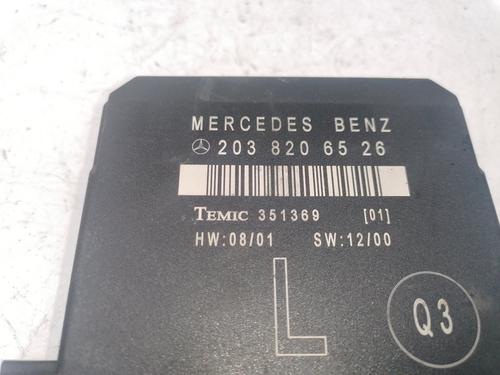 MERCEDES BENZ
203 820 65 26
TEMIC 351369 [01]
HW:08/01 SW:12/00
L
Q3